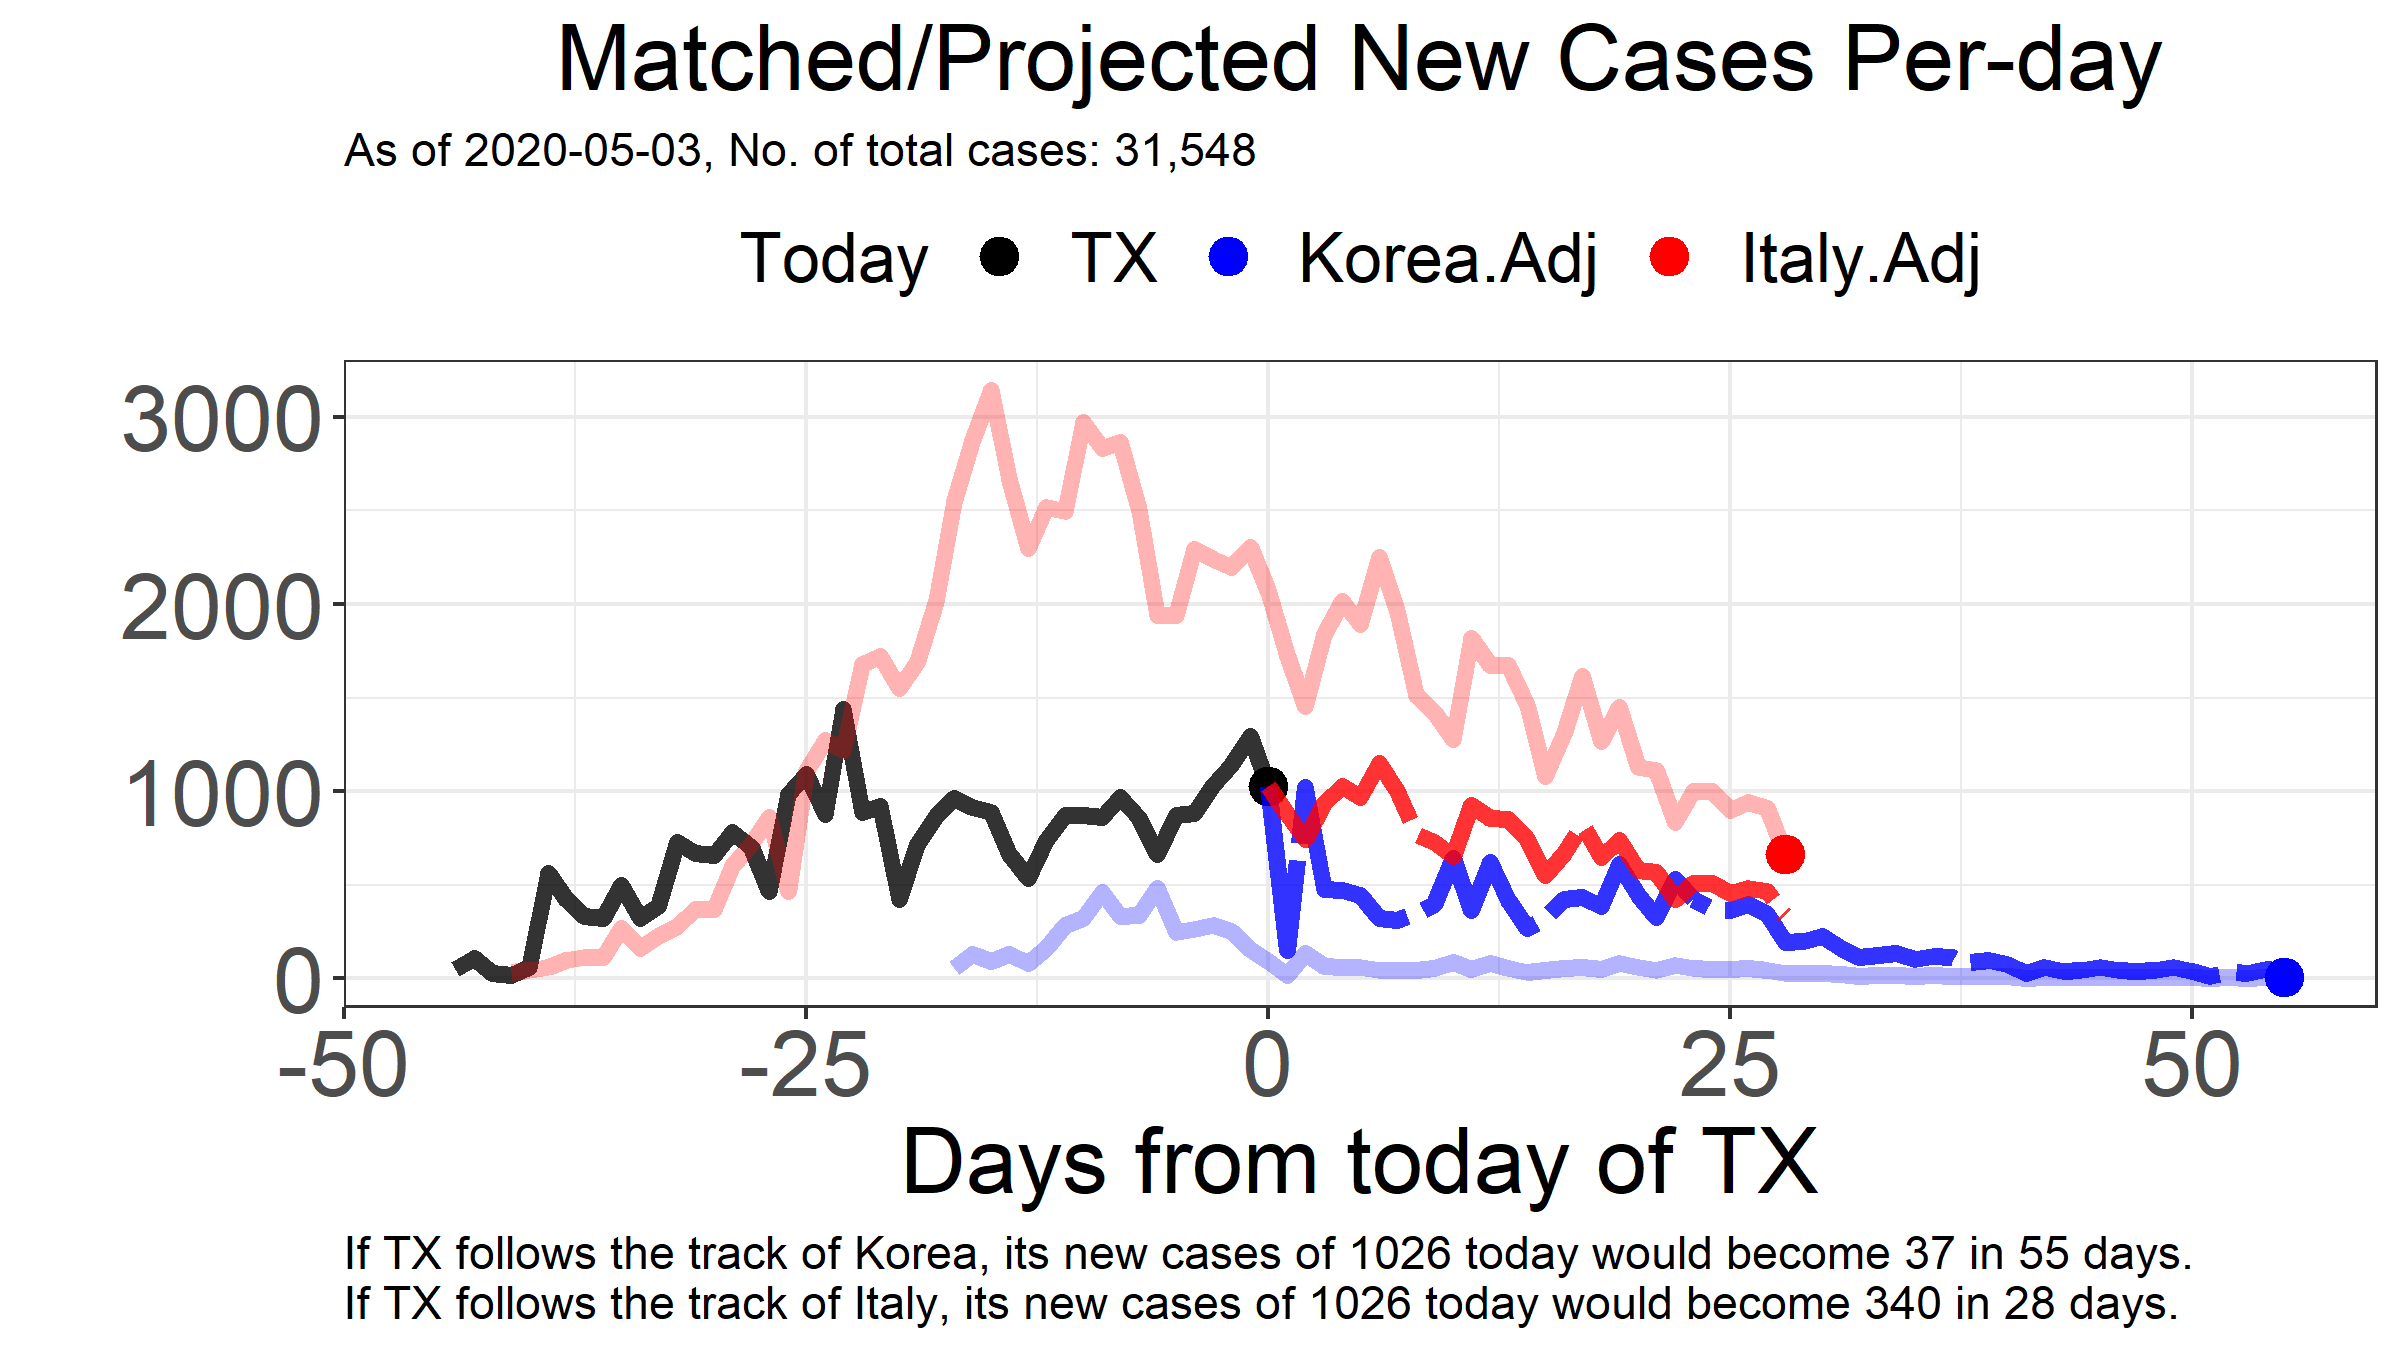 Matched/Projected New Cases Per-day
As of 2020-05-03, No. of total cases: 31,548
Today TX Korea.Adj Italy.Adj
3000
2000
1000
0
-50 -25 0 25 50
Days from today of TX
If TX follows the track of Korea, its new cases of 1026 today would become 37 in 55 days.
If TX follows the track of Italy, its new cases of 1026 today would become 340 in 28 days.